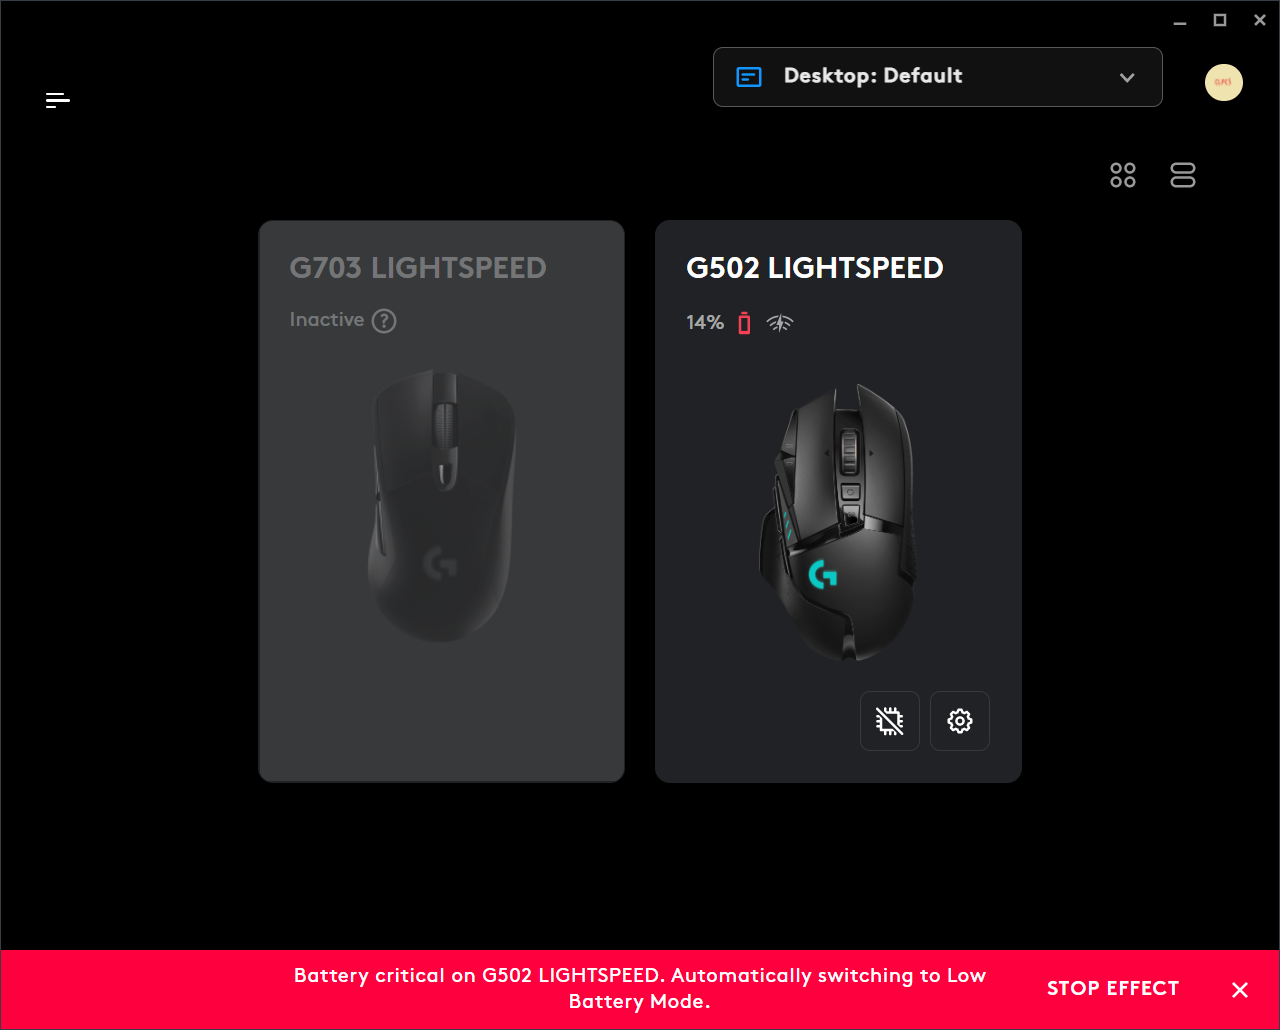 Desktop: Default
GMS
G703 LIGHTSPEED
Inactive
G502 LIGHTSPEED
14%
Battery critical on G502 LIGHTSPEED. Automatically switching to Low
Battery Mode.
STOP EFFECT